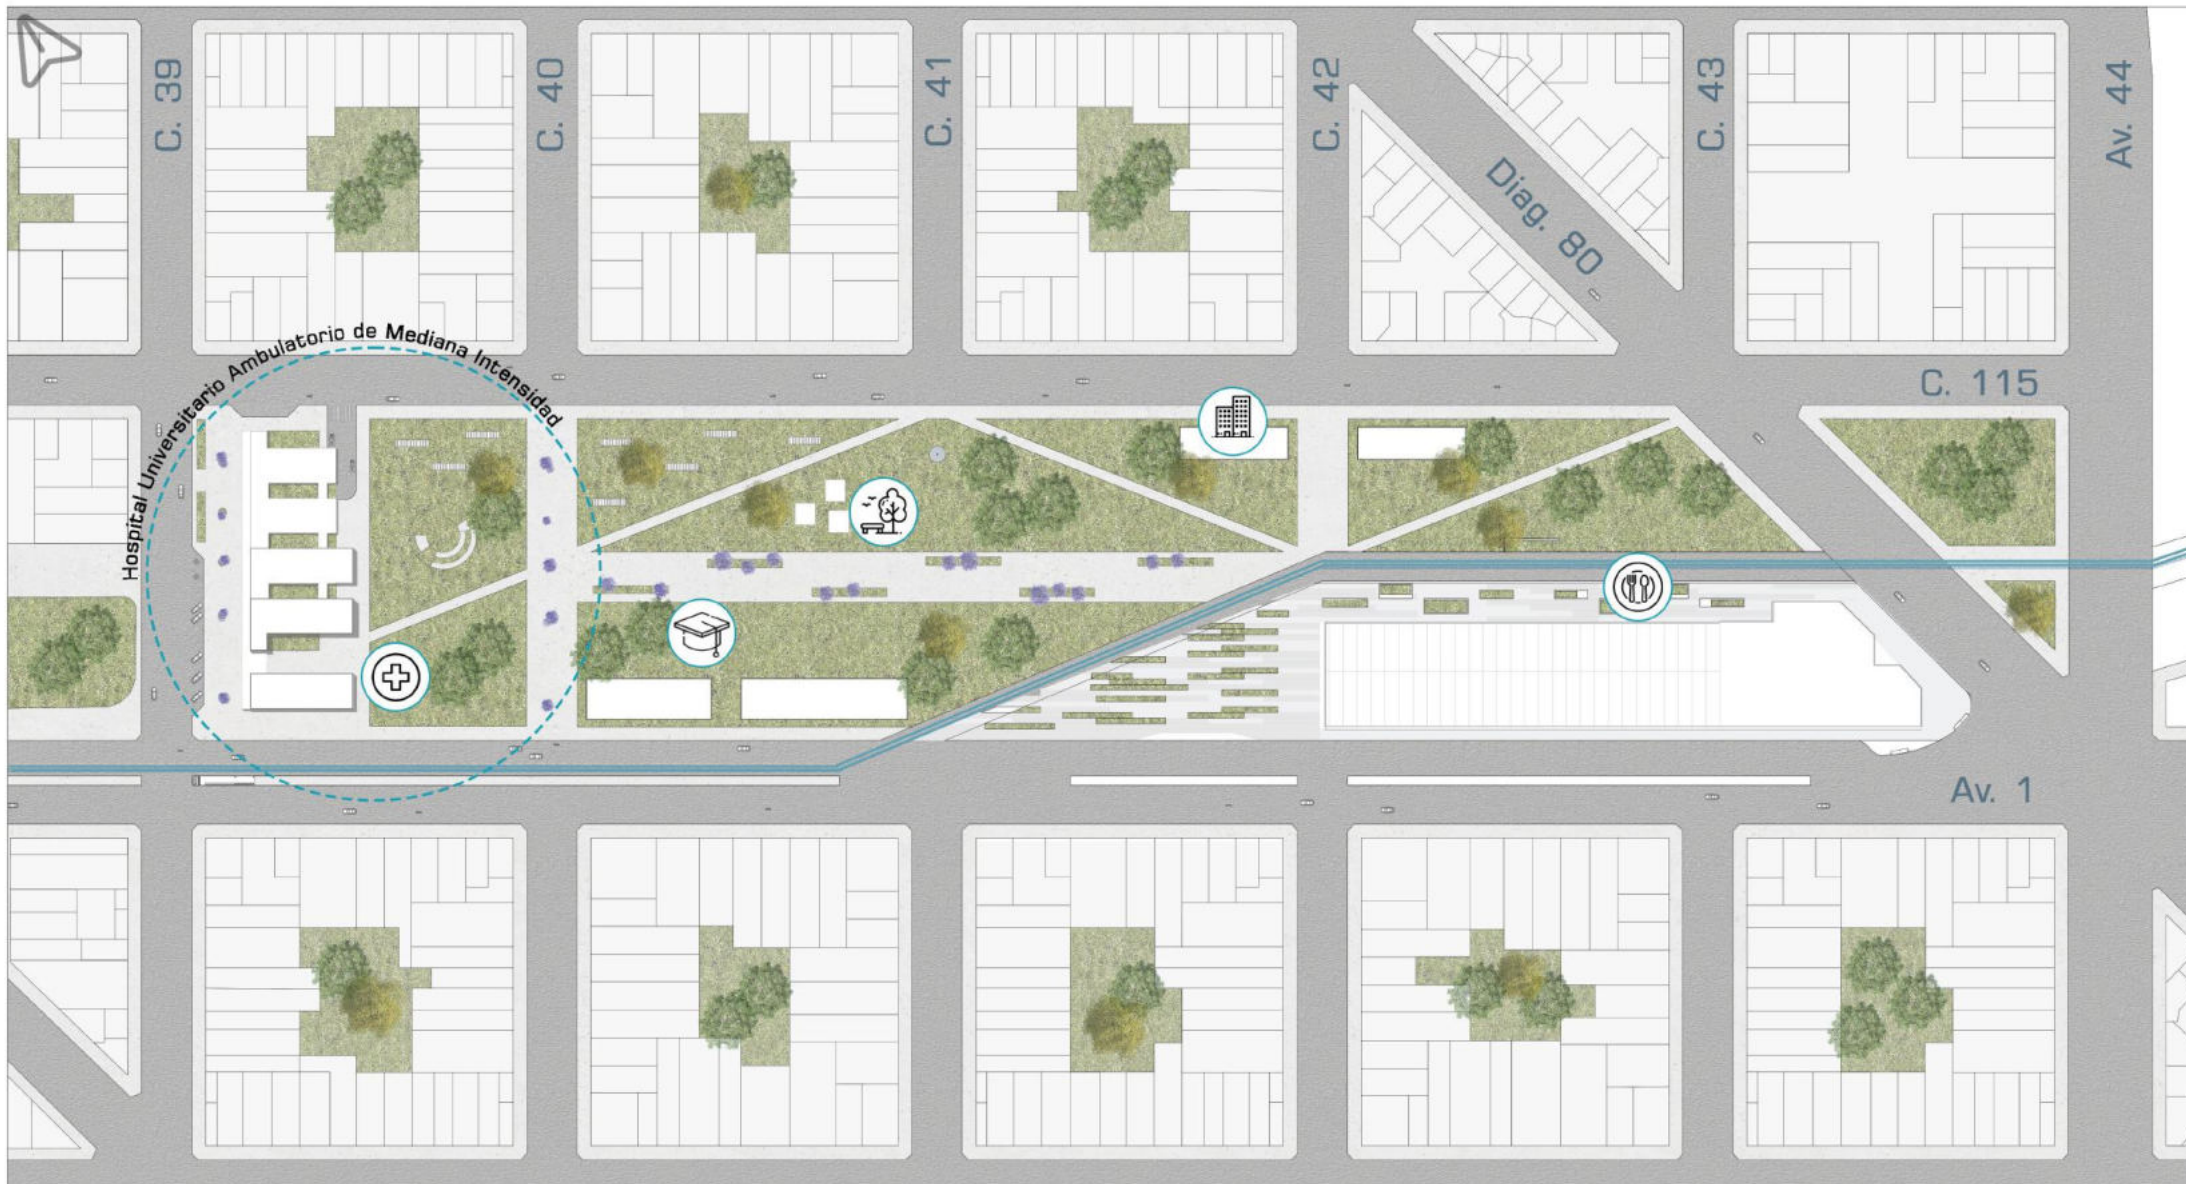 C. 39
C. 40
C. 41
C. 42
C. 43
Av. 44
Diag. 80
Hospital Universitario Ambulatorio de Mediana Intensidad
C. 115
Av. 1